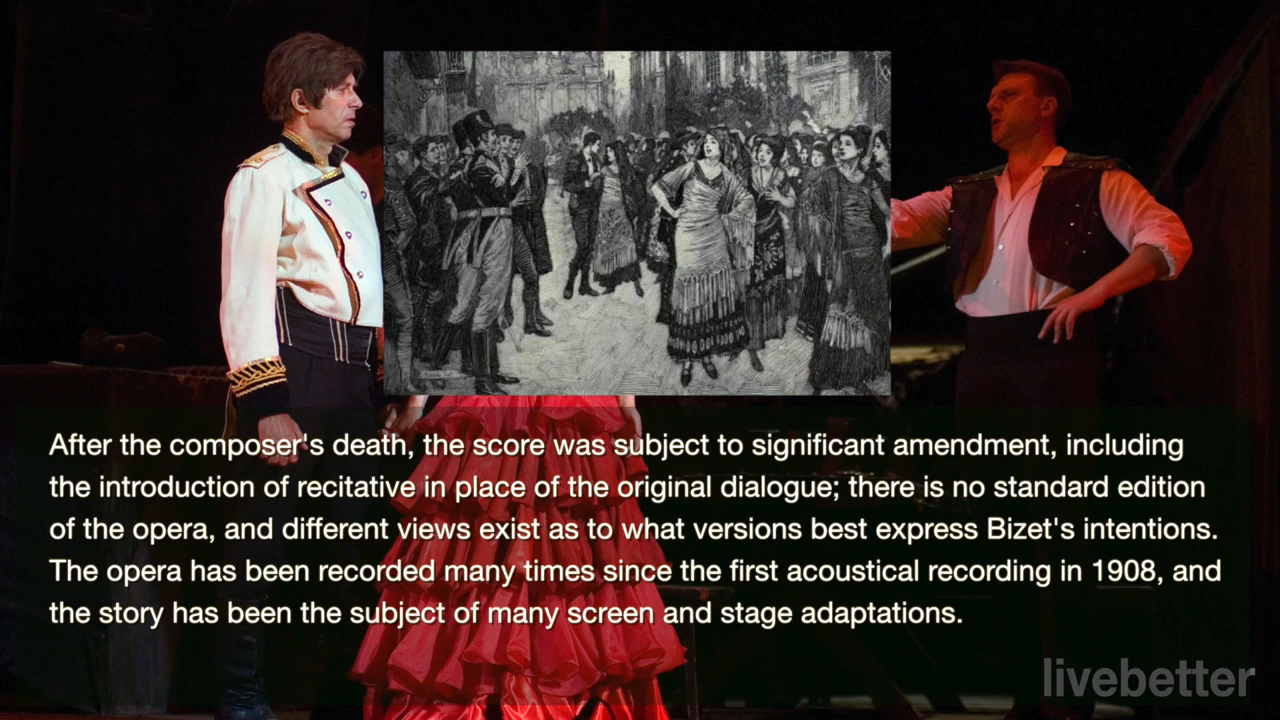 After the composer's death, the score was subject to significant amendment, including
the introduction of recitative in place of the original dialogue; there is no standard edition
of the opera, and different views exist as to what versions best express Bizet's intentions.
The opera has been recorded many times since the first acoustical recording in 1908, and
the story has been the subject of many screen and stage adaptations.
livebetter